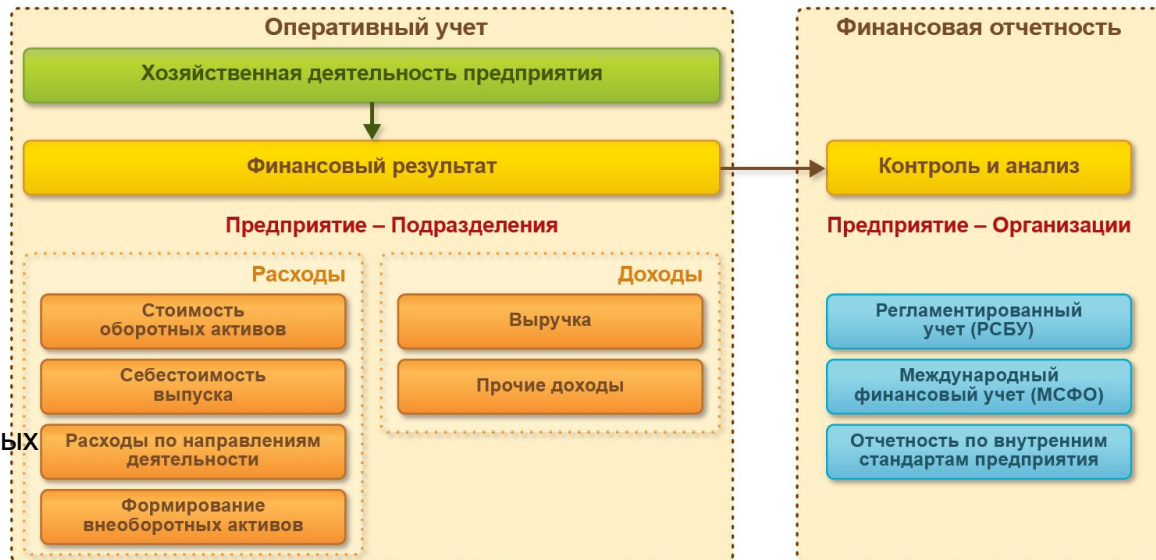 Оперативный учет
Хозяйственная деятельность предприятия
Финансовый результат
Предприятие – Подразделения
Расходы
Стоимость
оборотных активов
Себестоимость
выпуска
ых
Расходы по направлениям
деятельности
Формирование
внеоборотных активов
Доходы
Выручка
Прочие доходы
Финансовая отчетность
Контроль и анализ
Предприятие – Организации
Регламентированный
учет (РСБУ)
Международный
финансовый учет (МСФО)
Отчетность по внутренним
стандартам предприятия